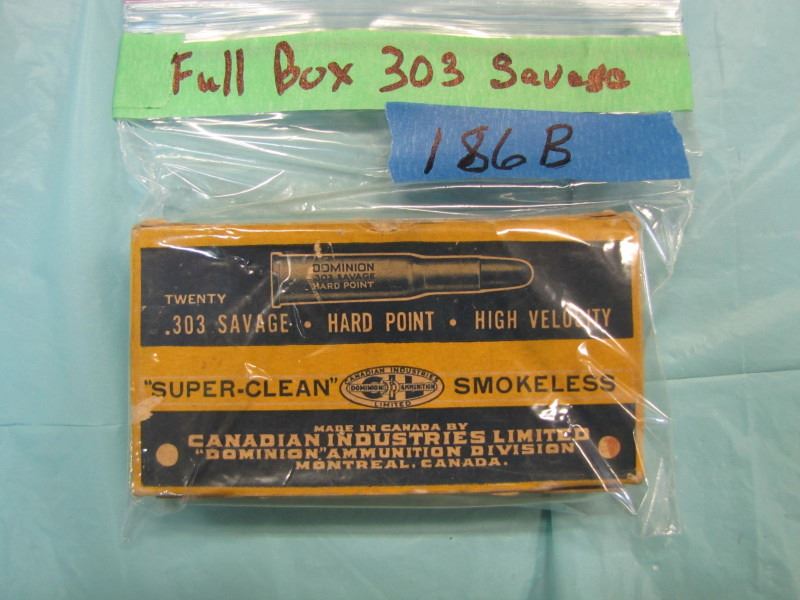 Full Box 303 Savage
186B
DOMINION
.303 SAVAGE
HARD POINT
TWENTY
.303 SAVAGE • HARD POINT • HIGH VELOCITY
"SUPER-CLEAN" SMOKELESS
CANADIAN INDUSTRIES
DOMINION AMMUNITION
CIL
LIMITED
MADE IN CANADA BY
CANADIAN INDUSTRIES LIMITED
"DOMINION" AMMUNITION DIVISION
MONTREAL, CANADA.